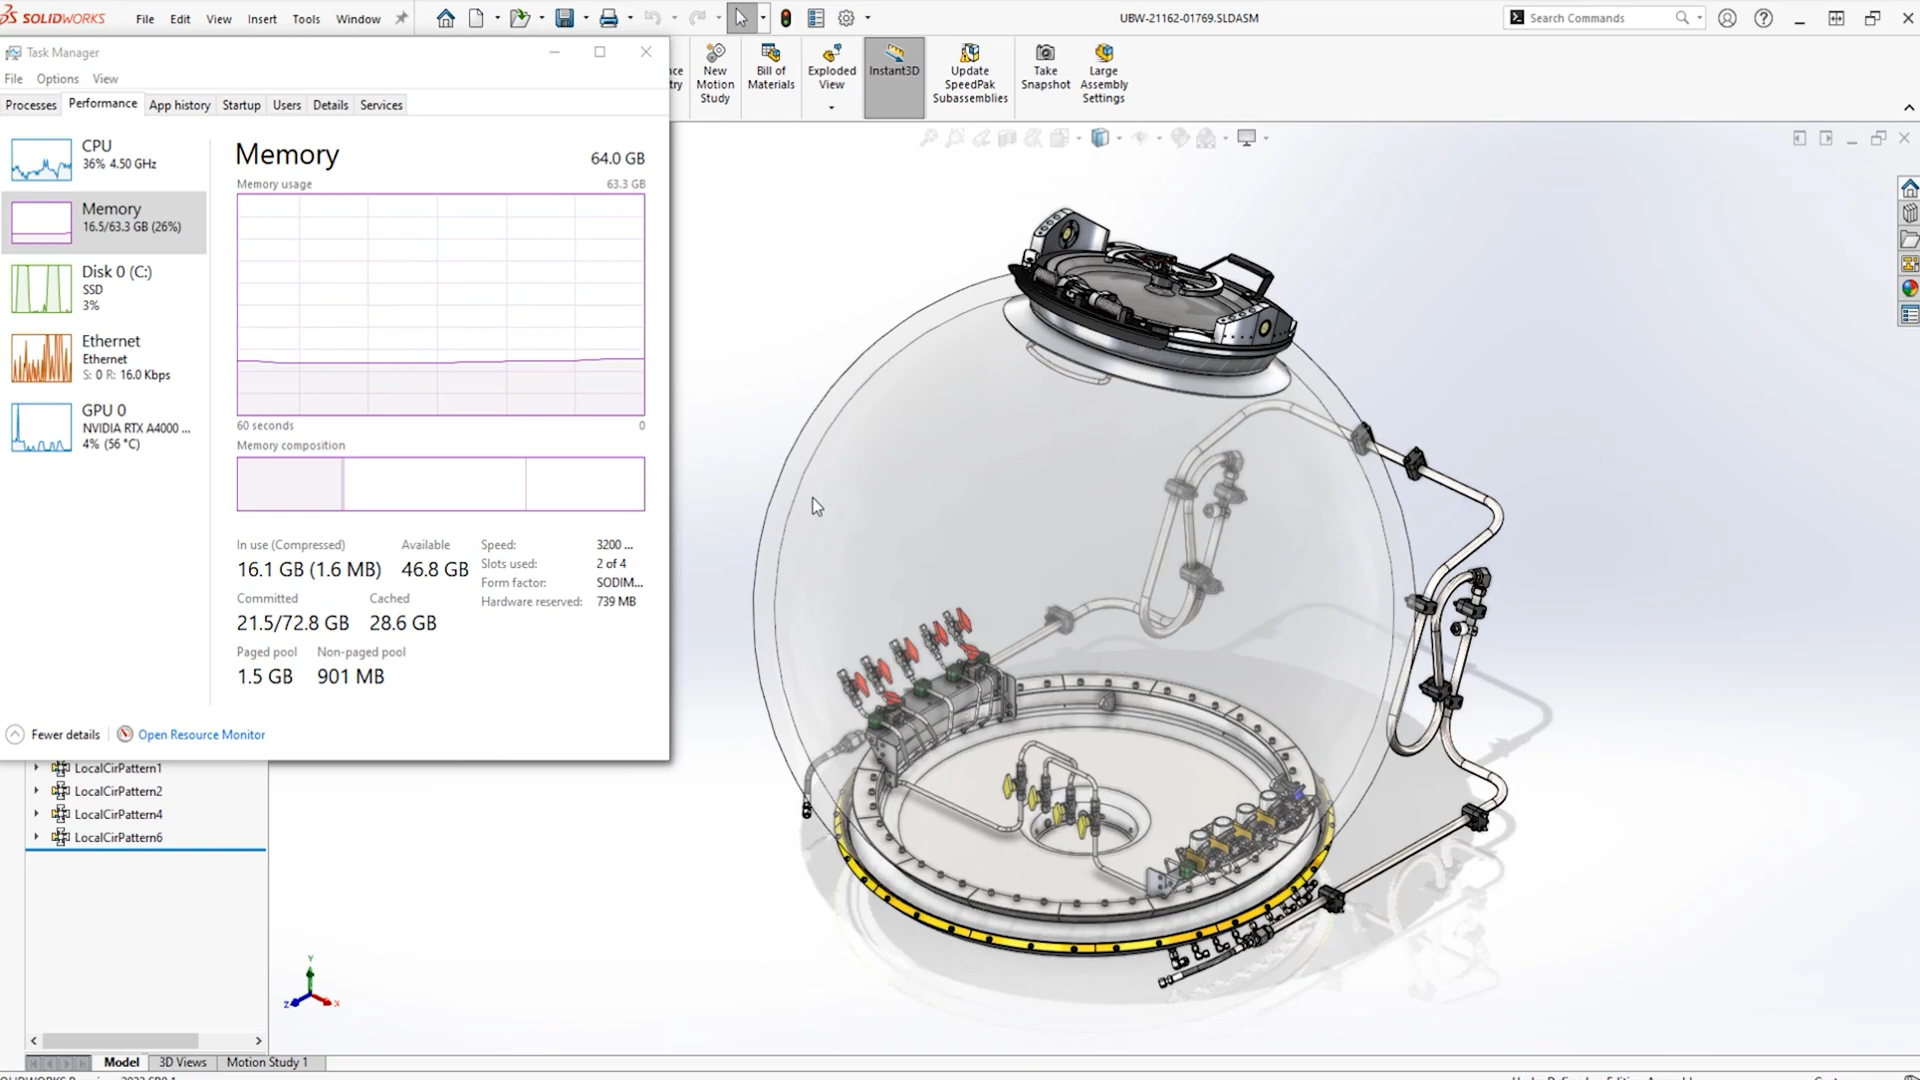 SOLIDWORKS
File Edit View Insert Tools Window
UBW-21162-01769.SLDASM
Search Commands
New Motion Study
Bill of Materials
Exploded View
Instant3D
Update SpeedPak Subassemblies
Take Snapshot
Large Assembly Settings
Task Manager
File Options View
Processes Performance App history Startup Users Details Services
CPU
36% 4.50 GHz
Memory
16.5/63.3 GB (26%)
Disk 0 (C:)
SSD
3%
Ethernet
Ethernet
S: 0 R: 16.0 Kbps
GPU 0
NVIDIA RTX A4000 ...
4% (56 °C)
Memory 64.0 GB
Memory usage 63.3 GB
60 seconds 0
Memory composition
In use (Compressed) Available
16.1 GB (1.6 MB) 46.8 GB
Committed Cached
21.5/72.8 GB 28.6 GB
Paged pool Non-paged pool
1.5 GB 901 MB
Speed: 3200 ...
Slots used: 2 of 4
Form factor: SODIM...
Hardware reserved: 739 MB
Fewer details Open Resource Monitor
LocalCirPattern1
LocalCirPattern2
LocalCirPattern4
LocalCirPattern6
Y
Z X
Model 3D Views Motion Study 1